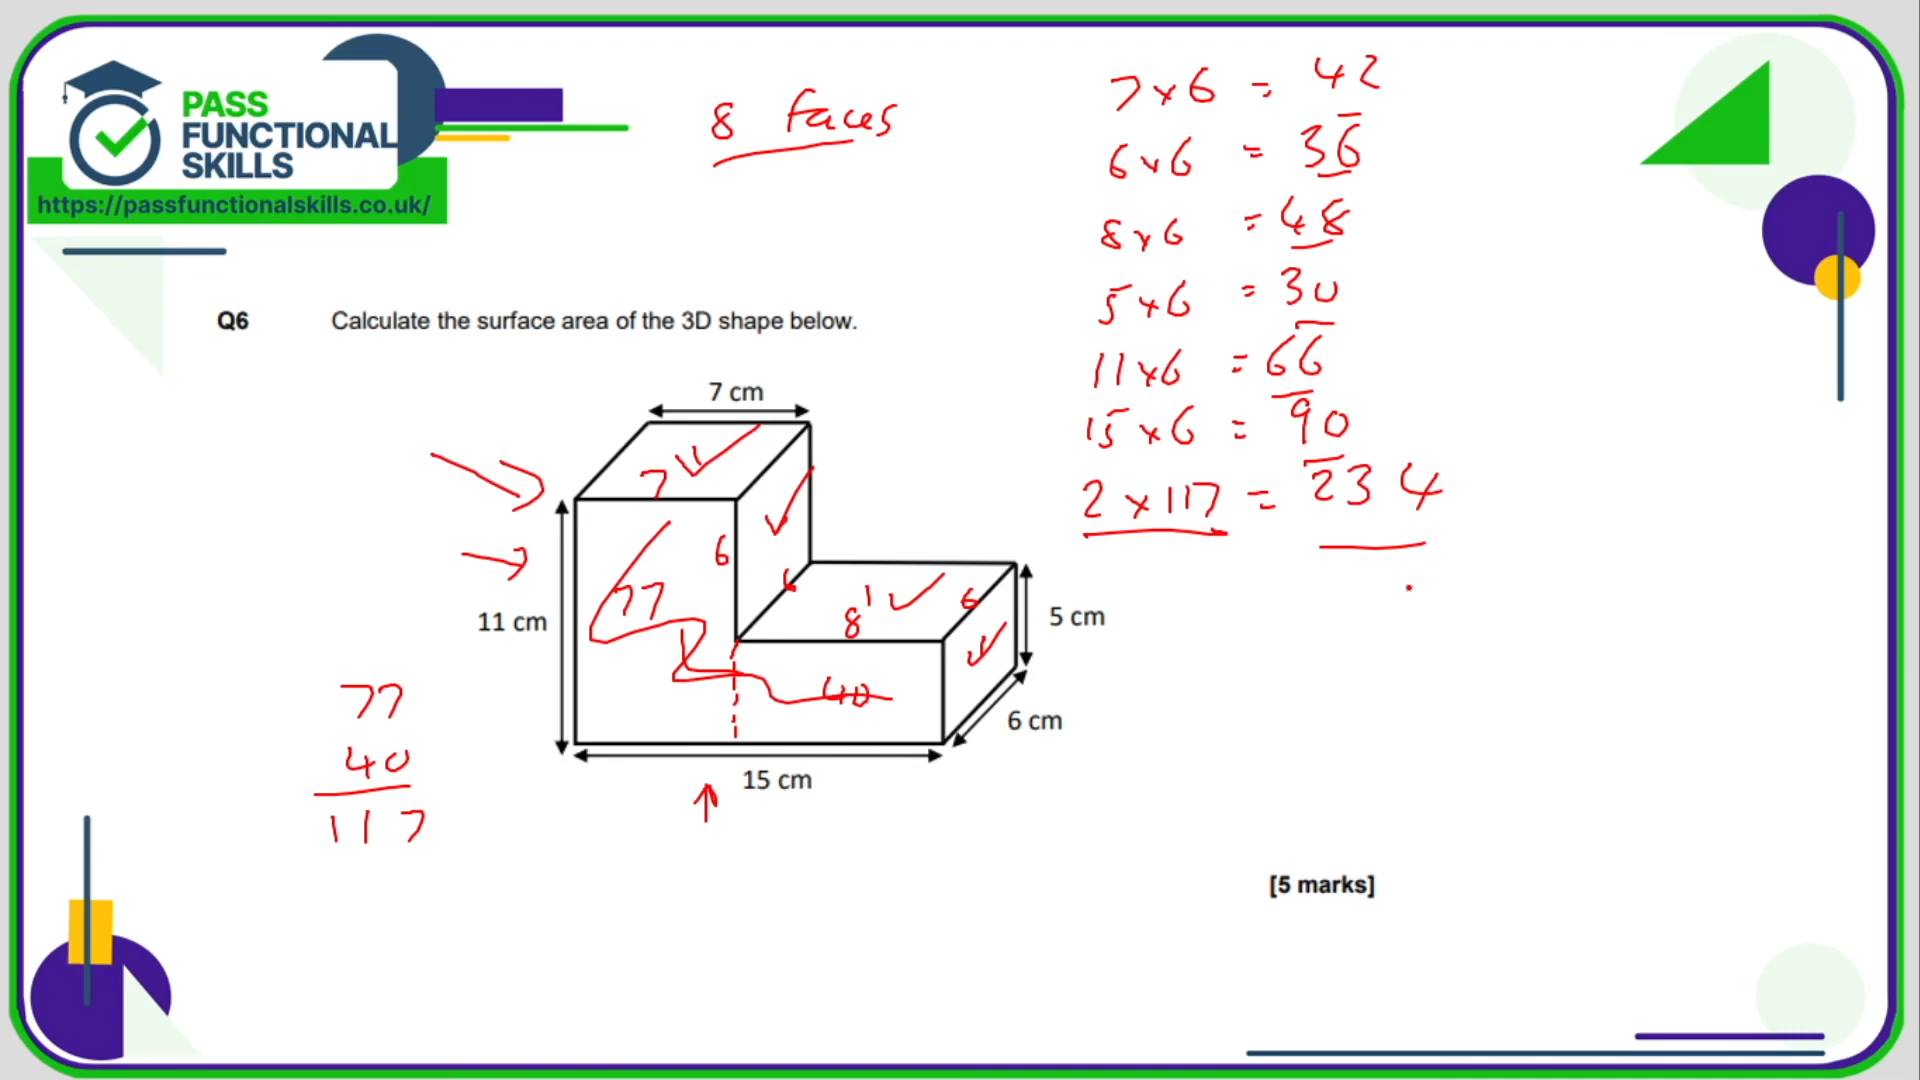 PASS
FUNCTIONAL
SKILLS
https://passfunctionalskills.co.uk/
8 faces
7 x 6 = 42
6 x 6 = 36
8 x 6 = 48
5 x 6 = 30
11 x 6 = 66
15 x 6 = 90
2 x 117 = 234
Q6 Calculate the surface area of the 3D shape below.
7 cm
7
6
77
6
8
6
5 cm
11 cm
40
6 cm
15 cm
77
40
117
[5 marks]